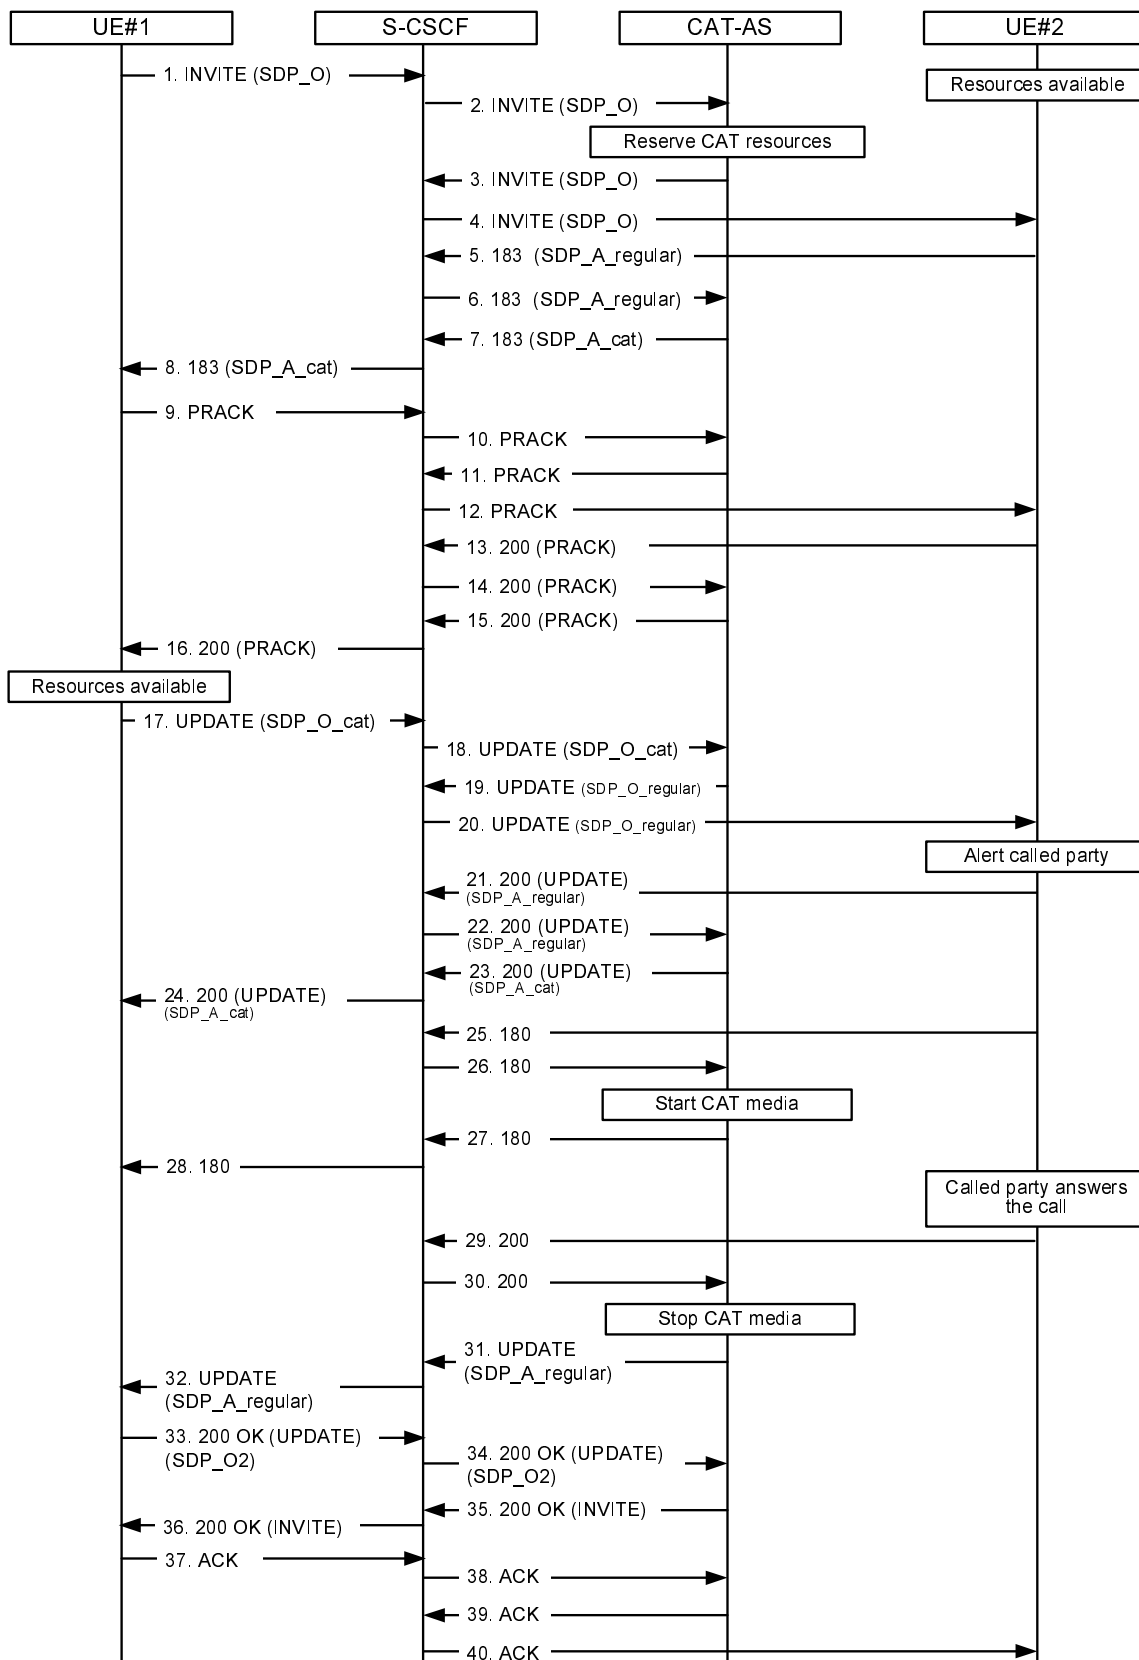 UE#1
S-CSCF
CAT-AS
UE#2
1. INVITE (SDP_O)
Resources available
2. INVITE (SDP_O)
Reserve CAT resources
3. INVITE (SDP_O)
4. INVITE (SDP_O)
5. 183 (SDP_A_regular)
6. 183 (SDP_A_regular)
7. 183 (SDP_A_cat)
8. 183 (SDP_A_cat)
9. PRACK
10. PRACK
11. PRACK
12. PRACK
13. 200 (PRACK)
14. 200 (PRACK)
15. 200 (PRACK)
16. 200 (PRACK)
Resources available
17. UPDATE (SDP_O_cat)
18. UPDATE (SDP_O_cat)
19. UPDATE (SDP_O_regular)
20. UPDATE (SDP_O_regular)
Alert called party
21. 200 (UPDATE)
(SDP_A_regular)
22. 200 (UPDATE)
(SDP_A_regular)
23. 200 (UPDATE)
(SDP_A_cat)
24. 200 (UPDATE)
(SDP_A_cat)
25. 180
26. 180
Start CAT media
27. 180
28. 180
Called party answers
the call
29. 200
30. 200
Stop CAT media
31. UPDATE
(SDP_A_regular)
32. UPDATE
(SDP_A_regular)
33. 200 OK (UPDATE)
(SDP_O2)
34. 200 OK (UPDATE)
(SDP_O2)
35. 200 OK (INVITE)
36. 200 OK (INVITE)
37. ACK
38. ACK
39. ACK
40. ACK